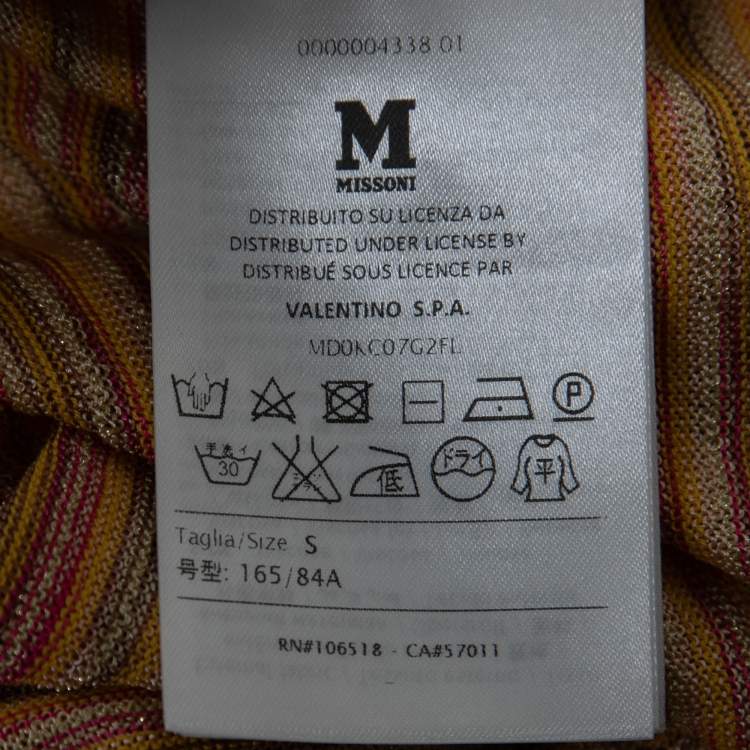 0000004338 01
M
MISSONI
DISTRIBUITO SU LICENZA DA
DISTRIBUTED UNDER LICENSE BY
DISTRIBUÉ SOUS LICENCE PAR
VALENTINO S.P.A.
MD0KC07G2FL
P
手洗イ
30
低
ドライ
平
Taglia/Size S
号型: 165/84A
RN#106518 - CA#57011